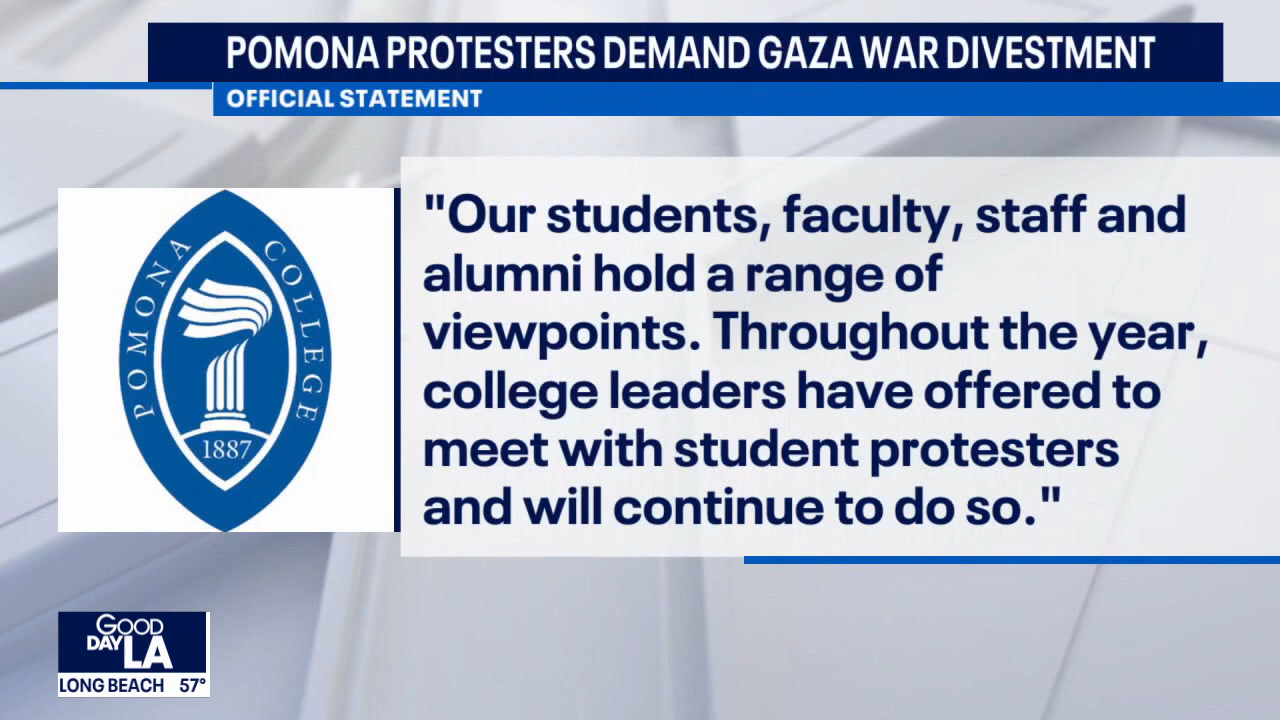 POMONA PROTESTERS DEMAND GAZA WAR DIVESTMENT
OFFICIAL STATEMENT
POMONA COLLEGE
1887
"Our students, faculty, staff and
alumni hold a range of
viewpoints. Throughout the year,
college leaders have offered to
meet with student protesters
and will continue to do so."
GOOD
DAY LA
LONG BEACH 57°